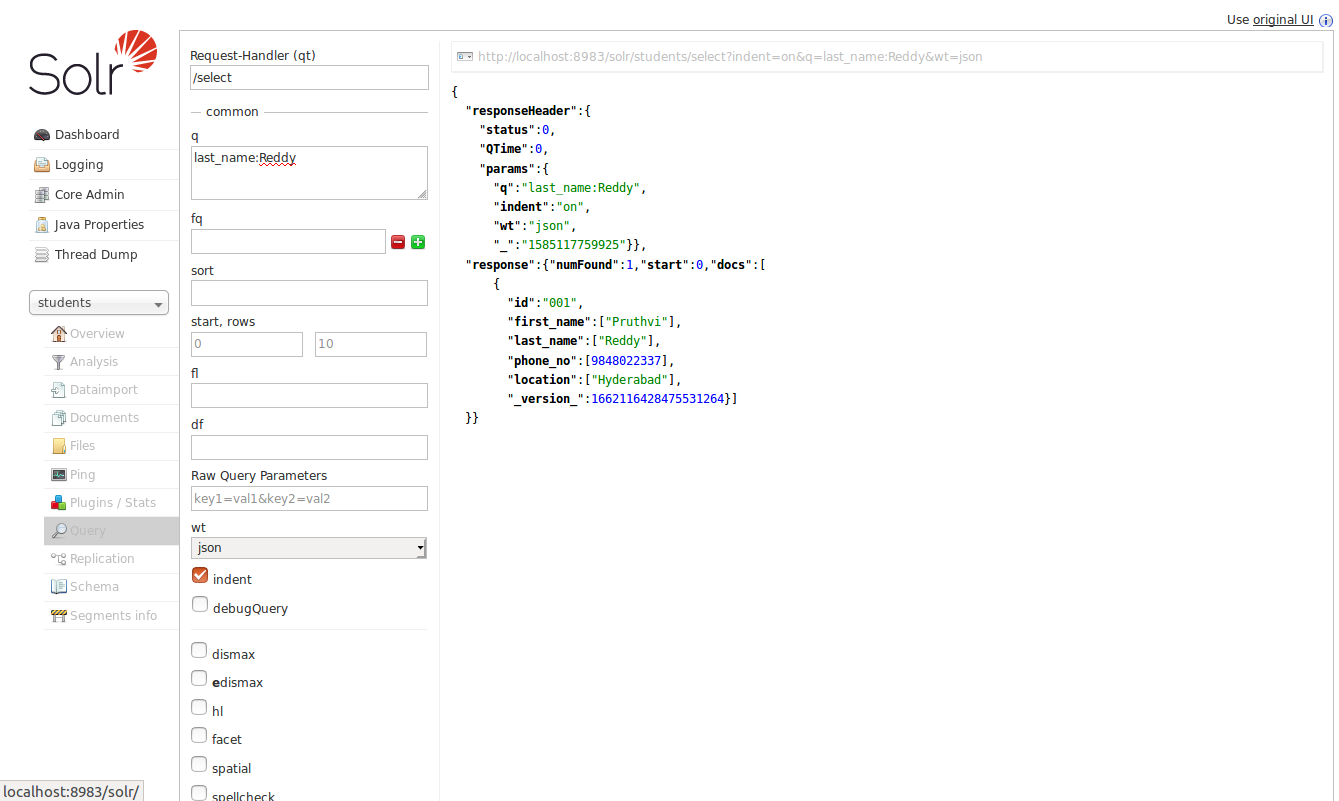 Use original UI
Solr
Dashboard
Logging
Core Admin
Java Properties
Thread Dump
students
Overview
Analysis
Dataimport
Documents
Files
Ping
Plugins / Stats
Query
Replication
Schema
Segments info
Request-Handler (qt)
/select
common
q
last_name:Reddy
fq
sort
start, rows
0 10
fl
df
Raw Query Parameters
key1=val1&key2=val2
wt
json
indent
debugQuery
dismax
edismax
hl
facet
spatial
spellcheck
http://localhost:8983/solr/students/select?indent=on&q=last_name:Reddy&wt=json
{
"responseHeader":{
"status":0,
"QTime":0,
"params":{
"q":"last_name:Reddy",
"indent":"on",
"wt":"json",
"_":"1585117759925"}},
"response":{"numFound":1,"start":0,"docs":[
{
"id":"001",
"first_name":["Pruthvi"],
"last_name":["Reddy"],
"phone_no":[9848022337],
"location":["Hyderabad"],
"_version_":1662116428475531264}]
}}
localhost:8983/solr/